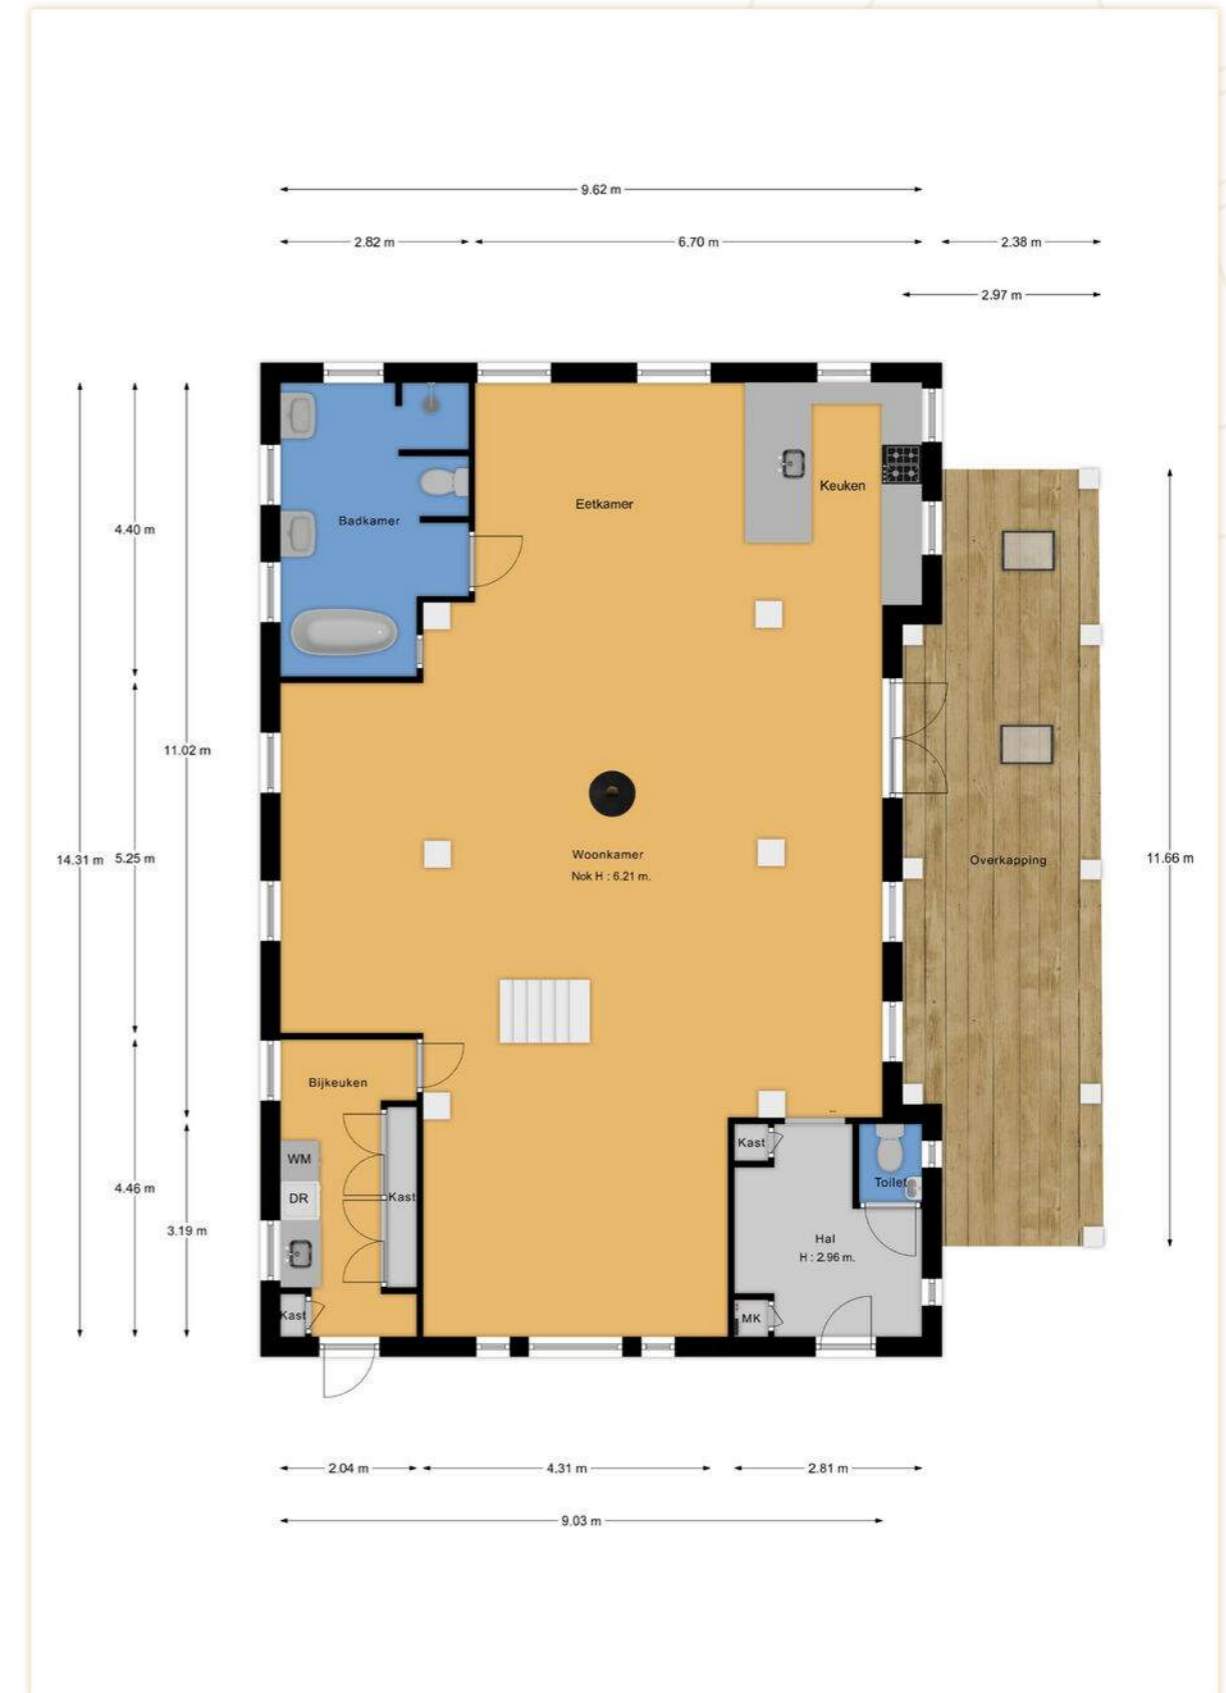 9.62 m
2.82 m
6.70 m
2.38 m
2.97 m
Keuken
Eetkamer
Badkamer
4.40 m
11.02 m
14.31 m
5.25 m
Woonkamer
Nok H : 6.21 m.
Overkapping
11.66 m
Bijkeuken
Kast
WM
DR
Kast
Toilet
4.46 m
3.19 m
Hal
H : 2.96 m.
Kast
MK
2.04 m
4.31 m
2.81 m
9.03 m